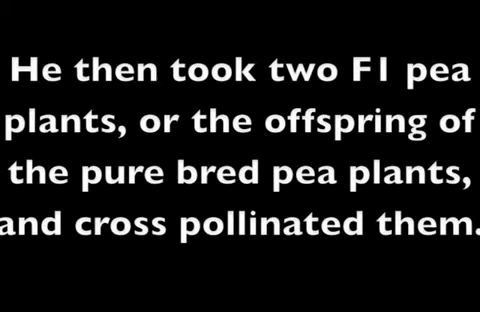 He then took two F1 pea
plants, or the offspring of
the pure bred pea plants,
and cross pollinated them.